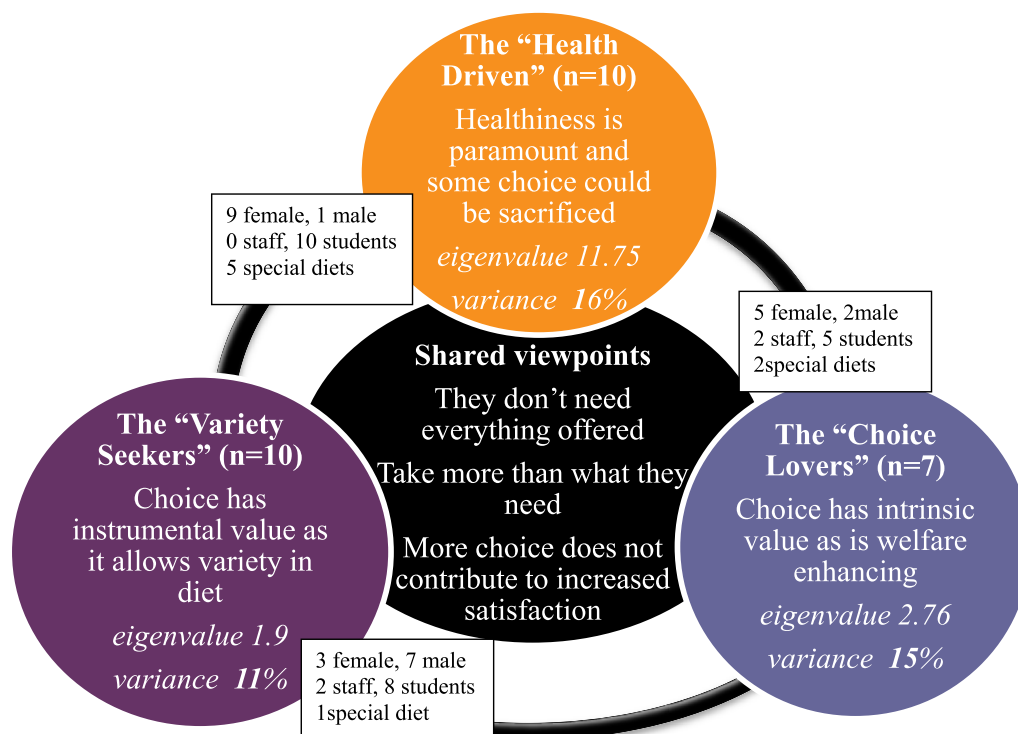 The “Health
Driven” (n=10)
Healthiness is
paramount and
some choice could
be sacrificed
eigenvalue 11.75
variance 16%
9 female, 1 male
0 staff, 10 students
5 special diets
5 female, 2male
2 staff, 5 students
2special diets
Shared viewpoints
They don’t need
everything offered
Take more than what they
need
More choice does not
contribute to increased
satisfaction
The “Variety
Seekers” (n=10)
Choice has
instrumental value as
it allows variety in
diet
eigenvalue 1.9
variance 11%
The “Choice
Lovers” (n=7)
Choice has intrinsic
value as is welfare
enhancing
eigenvalue 2.76
variance 15%
3 female, 7 male
2 staff, 8 students
1special diet